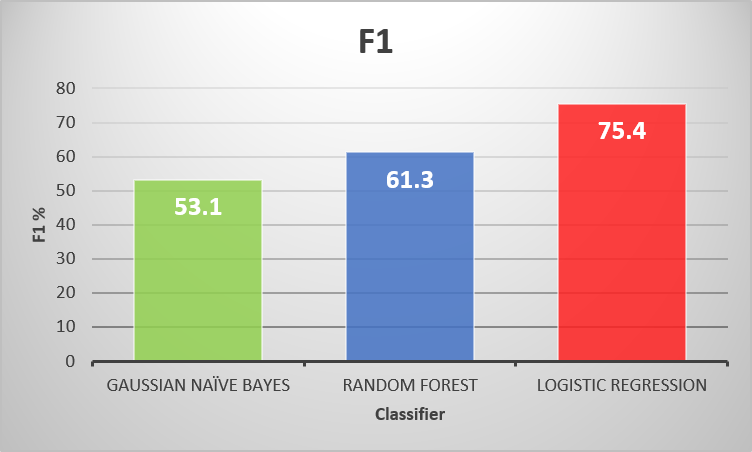 F1
F1 %
80
70
60
50
40
30
20
10
0
53.1
61.3
75.4
GAUSSIAN NAÏVE BAYES
RANDOM FOREST
LOGISTIC REGRESSION
Classifier